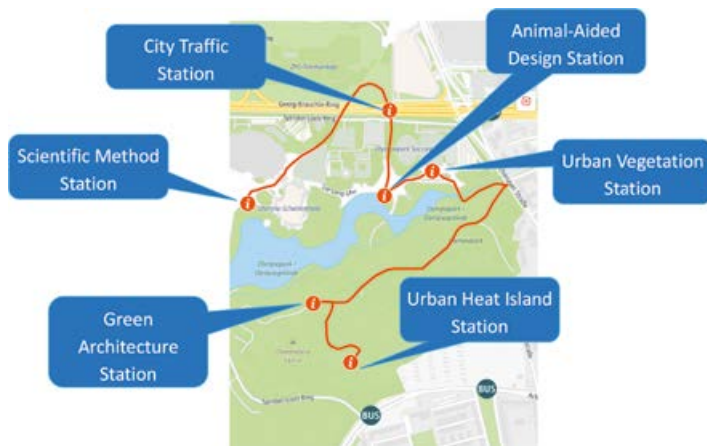 City Traffic
Station
Animal-Aided
Design Station
Scientific Method
Station
Urban Vegetation
Station
Green
Architecture
Station
Urban Heat Island
Station
Georg-Brauchle-Ring
BUS
BUS